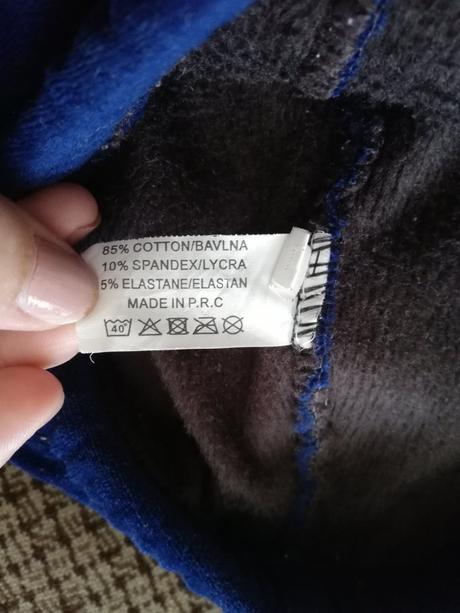 85% COTTON/BAVLNA
10% SPANDEX/LYCRA
5% ELASTANE/ELASTAN
MADE IN P.R.C
40°